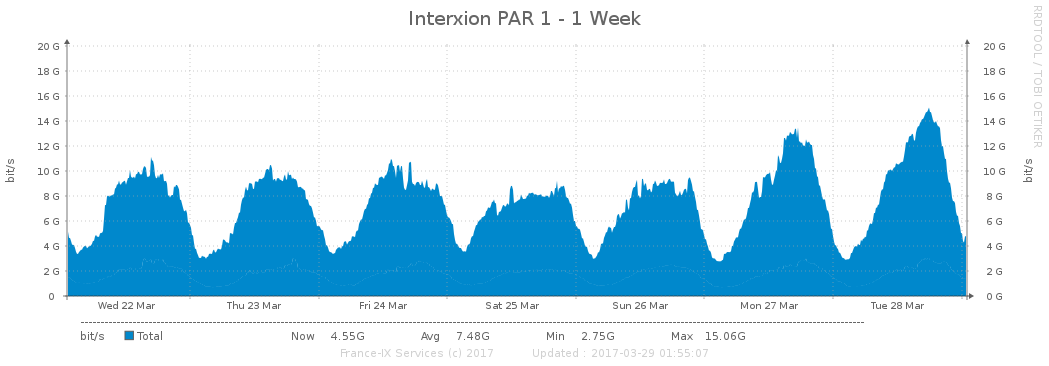 Interxion PAR 1 - 1 Week
RRDTOOL / TOBI OETIKER
bit/s
20 G 20 G
18 G 18 G
16 G 16 G
14 G 14 G
12 G 12 G
10 G 10 G
8 G 8 G
6 G 6 G
4 G 4 G
2 G 2 G
0 0 G
bit/s
Wed 22 Mar Thu 23 Mar Fri 24 Mar Sat 25 Mar Sun 26 Mar Mon 27 Mar Tue 28 Mar
bit/s Total Now 4.55G Avg 7.48G Min 2.75G Max 15.06G
France-IX Services (c) 2017 Updated : 2017-03-29 01:55:07